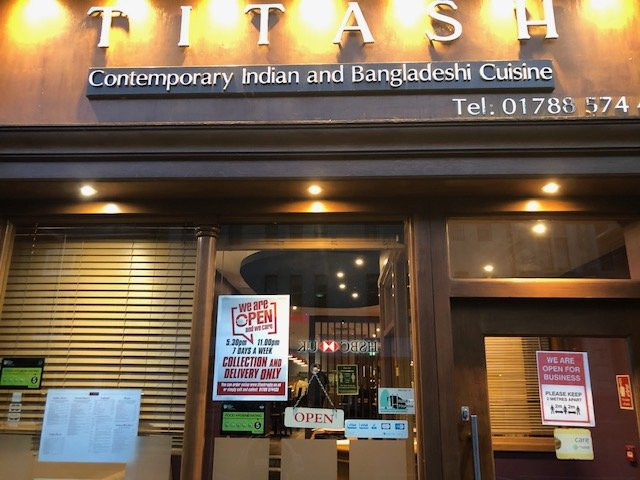 TITASH
Contemporary Indian and Bangladeshi Cuisine
Tel: 01788 574
we are
OPEN
and we care
5.30pm 11.00pm
7 DAYS A WEEK
COLLECTION AND
DELIVERY ONLY
HSBC UK
OPEN
WE ARE
OPEN FOR
BUSINESS
PLEASE KEEP
2 METRES APART
care